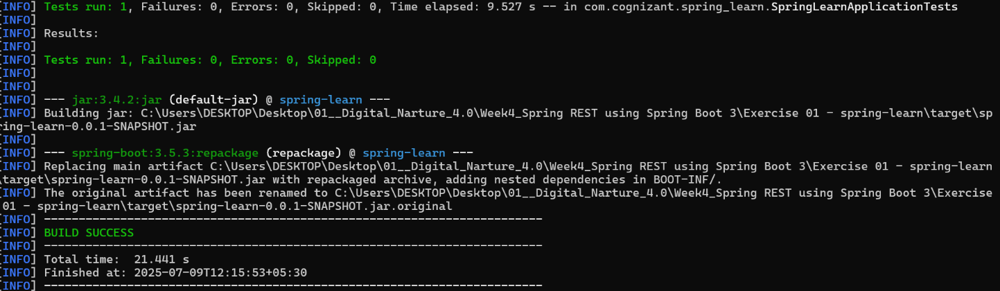 [INFO] Tests run: 1, Failures: 0, Errors: 0, Skipped: 0, Time elapsed: 9.527 s -- in com.cognizant.spring_learn.SpringLearnApplicationTests
[INFO]
[INFO] Results:
[INFO]
[INFO] Tests run: 1, Failures: 0, Errors: 0, Skipped: 0
[INFO]
[INFO]
[INFO] --- jar:3.4.2:jar (default-jar) @ spring-learn ---
[INFO] Building jar: C:\Users\DESKTOP\Desktop\01__Digital_Narture_4.0\Week4_Spring REST using Spring Boot 3\Exercise 01 - spring-learn\target\sp
ring-learn-0.0.1-SNAPSHOT.jar
[INFO]
[INFO] --- spring-boot:3.5.3:repackage (repackage) @ spring-learn ---
[INFO] Replacing main artifact C:\Users\DESKTOP\Desktop\01__Digital_Narture_4.0\Week4_Spring REST using Spring Boot 3\Exercise 01 - spring-learn
\target\spring-learn-0.0.1-SNAPSHOT.jar with repackaged archive, adding nested dependencies in BOOT-INF/.
[INFO] The original artifact has been renamed to C:\Users\DESKTOP\Desktop\01__Digital_Narture_4.0\Week4_Spring REST using Spring Boot 3\Exercise
01 - spring-learn\target\spring-learn-0.0.1-SNAPSHOT.jar.original
[INFO] ------------------------------------------------------------------------
[INFO] BUILD SUCCESS
[INFO] ------------------------------------------------------------------------
[INFO] Total time:  21.441 s
[INFO] Finished at: 2025-07-09T12:15:53+05:30
[INFO] ------------------------------------------------------------------------